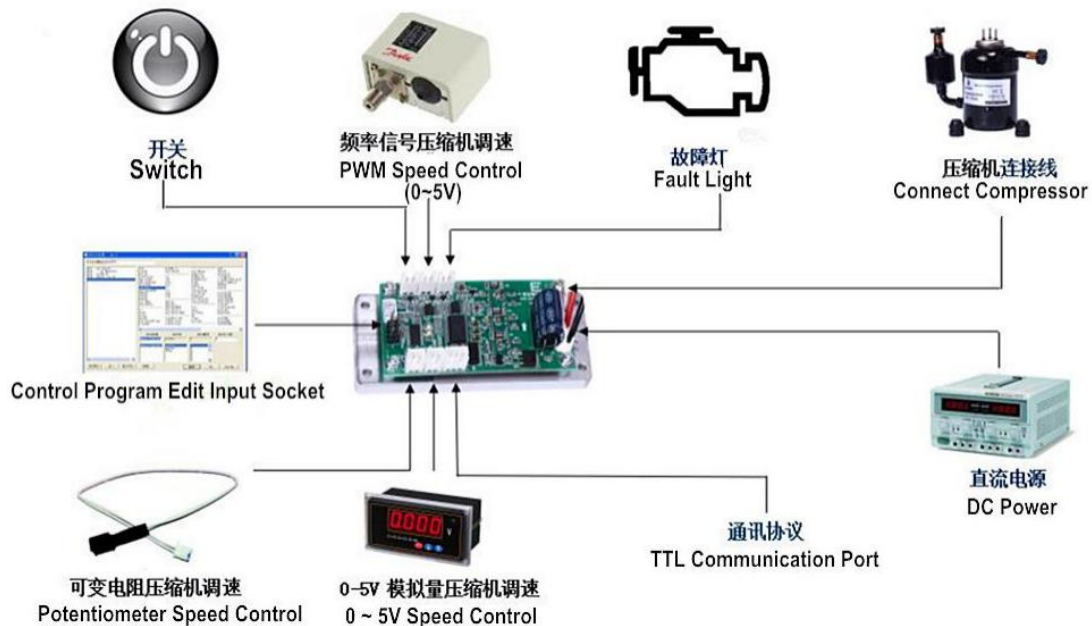 开关
Switch
频率信号压缩机调速
PWM Speed Control
(0~5V)
故障灯
Fault Light
压缩机连接线
Connect Compressor
Danfoss
Control Program Edit Input Socket
直流电源
DC Power
可变电阻压缩机调速
Potentiometer Speed Control
0.000
V
0-5V 模拟量压缩机调速
0 ~ 5V Speed Control
通讯协议
TTL Communication Port